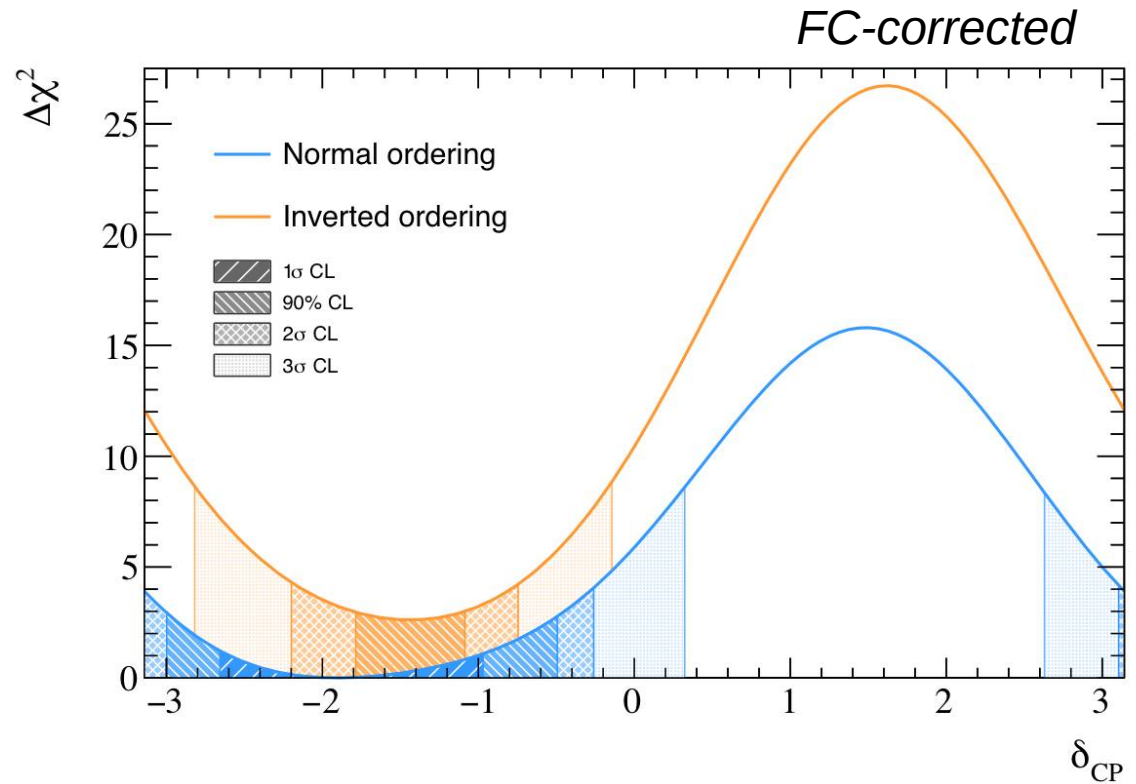 FC-corrected
Δχ²
25
20
15
10
5
0
Normal ordering
Inverted ordering
1σ CL
90% CL
2σ CL
3σ CL
−3 −2 −1 0 1 2 3
δCP